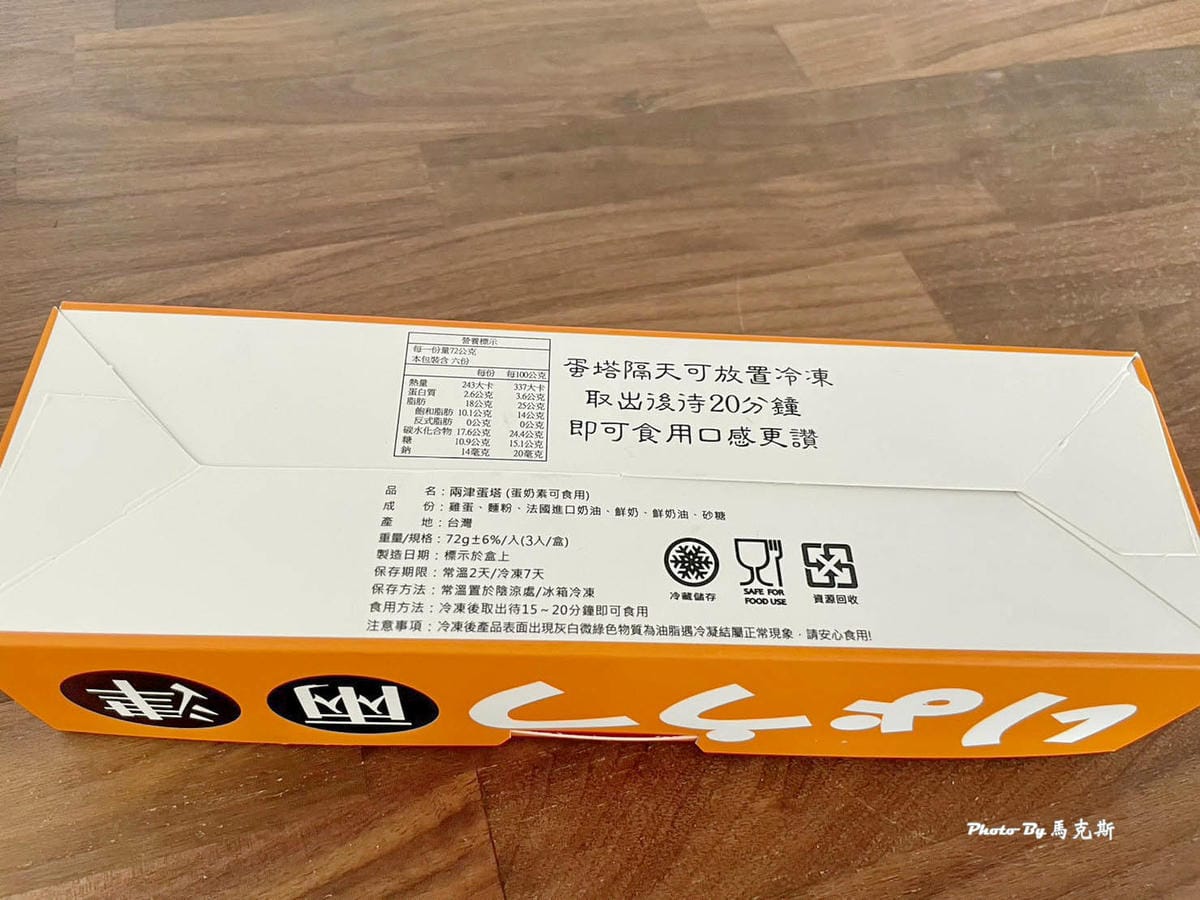 營養標示
每一份量72公克
本包裝含 六份
每份 每100公克
熱量 243大卡 337大卡
蛋白質 2.6公克 3.6公克
脂肪 18公克 25公克
飽和脂肪 10.1公克 14公克
反式脂肪 0公克 0公克
碳水化合物 17.6公克 24.4公克
糖 10.9公克 15.1公克
鈉 14毫克 20毫克
蛋塔隔天可放置冷凍
取出後待20分鐘
即可食用口感更讚
品 名：兩津蛋塔 (蛋奶素可食用)
成 份：雞蛋、麵粉、法國進口奶油、鮮奶、鮮奶油、砂糖
產 地：台灣
重量/規格：72g±6%/入(3入/盒)
製造日期：標示於盒上
保存期限：常溫2天/冷凍7天
保存方法：常溫置於陰涼處/冰箱冷凍
食用方法：冷凍後取出待15~20分鐘即可食用
注意事項：冷凍後產品表面出現灰白微綠色物質為油脂遇冷凝結屬正常現象，請安心食用!
冷藏儲存
SAFE FOR
FOOD USE
資源回收
りょうつ
兩
津
Photo By 馬克斯